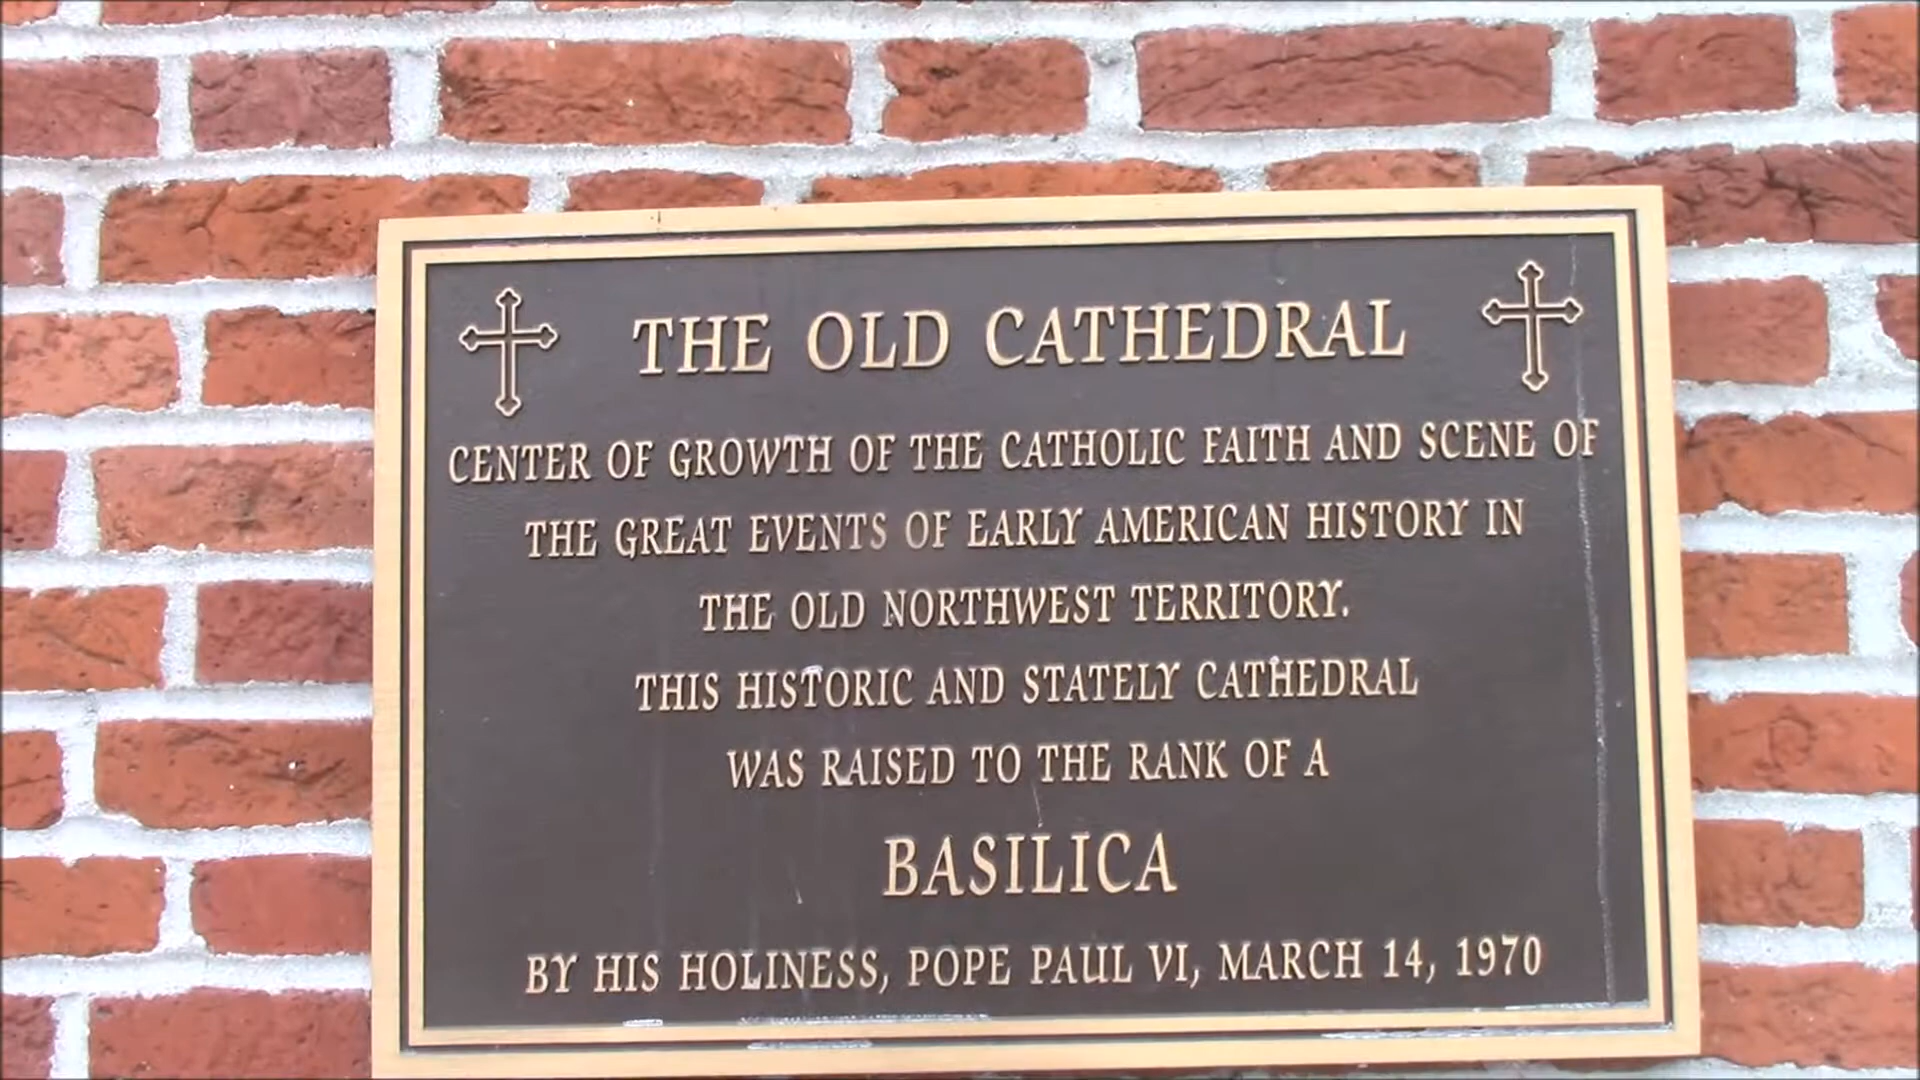 THE OLD CATHEDRAL
CENTER OF GROWTH OF THE CATHOLIC FAITH AND SCENE OF
THE GREAT EVENTS OF EARLY AMERICAN HISTORY IN
THE OLD NORTHWEST TERRITORY.
THIS HISTORIC AND STATELY CATHEDRAL
WAS RAISED TO THE RANK OF A
BASILICA
BY HIS HOLINESS, POPE PAUL VI, MARCH 14, 1970